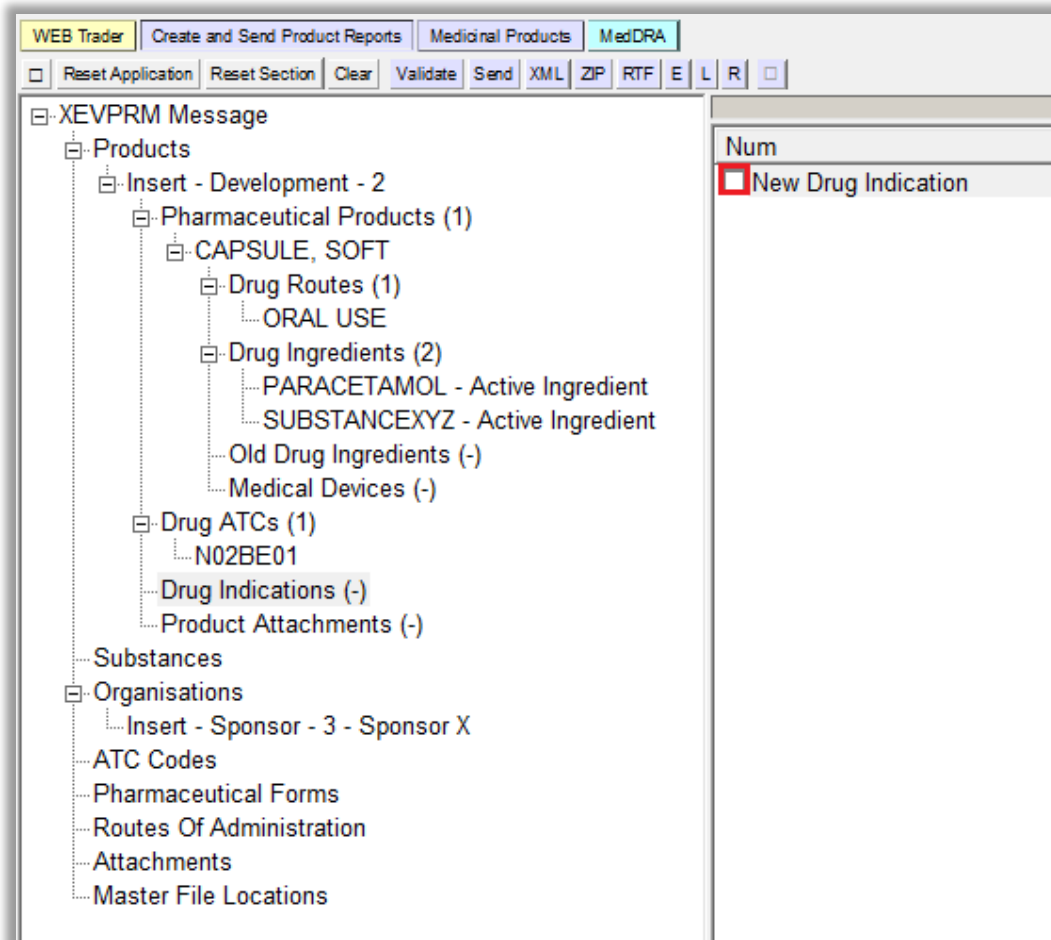 WEB Trader Create and Send Product Reports Medicinal Products MedDRA
Reset Application Reset Section Clear Validate Send XML ZIP RTF E L R
XEVPRM Message
Products
Insert - Development - 2
Pharmaceutical Products (1)
CAPSULE, SOFT
Drug Routes (1)
ORAL USE
Drug Ingredients (2)
PARACETAMOL - Active Ingredient
SUBSTANCEXYZ - Active Ingredient
Old Drug Ingredients (-)
Medical Devices (-)
Drug ATCs (1)
N02BE01
Drug Indications (-)
Product Attachments (-)
Substances
Organisations
Insert - Sponsor - 3 - Sponsor X
ATC Codes
Pharmaceutical Forms
Routes Of Administration
Attachments
Master File Locations
Num
New Drug Indication